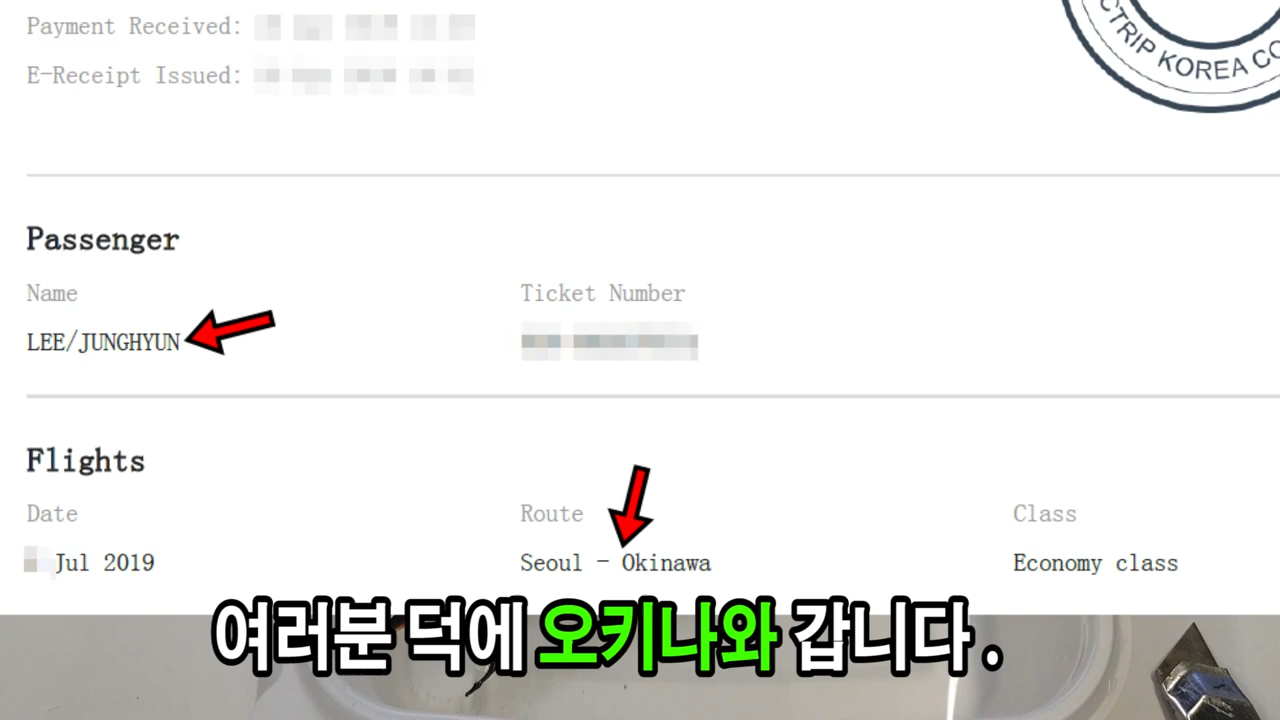 Payment Received:
E-Receipt Issued:
CTRIP KOREA CO
Passenger
Name
Ticket Number
LEE/JUNGHYUN
Flights
Date
Route
Class
Jul 2019
Seoul - Okinawa
Economy class
여러분 덕에 오키나와 갑니다.